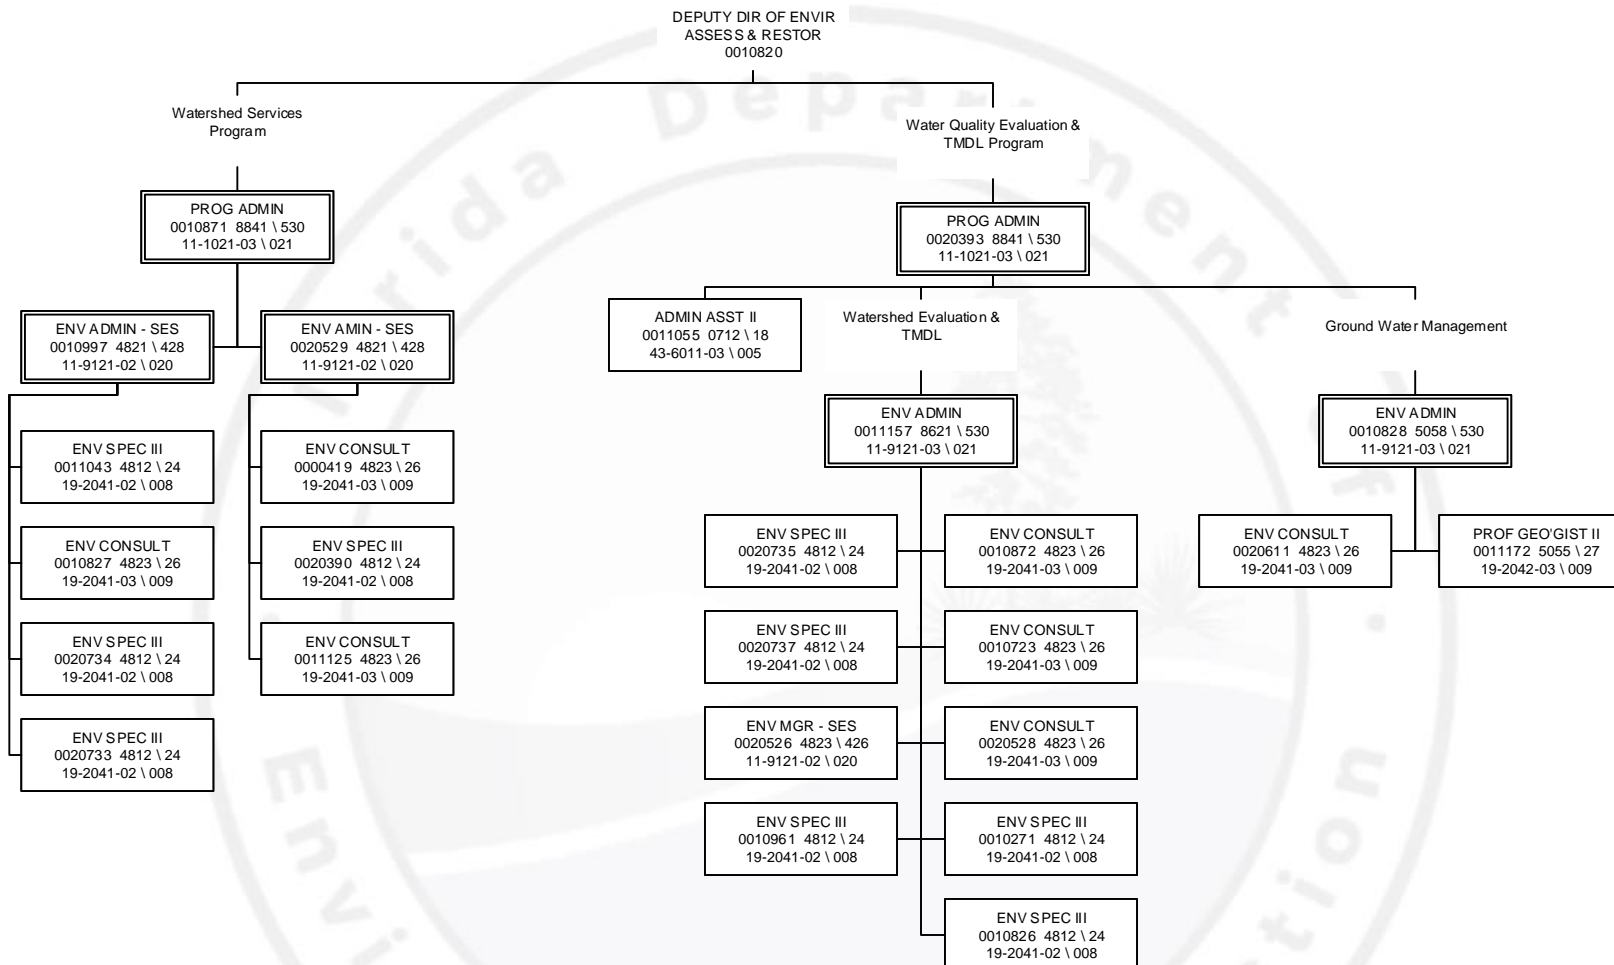 DEPUTY DIR OF ENVIR
ASSESS & RESTOR
0010820
Watershed Services
Program
PROG ADMIN
0010871 8841 \ 530
11-1021-03 \ 021
ENV ADMIN - SES
0010997 4821 \ 428
11-9121-02 \ 020
ENV AMIN - SES
0020529 4821 \ 428
11-9121-02 \ 020
ENV SPEC III
0011043 4812 \ 24
19-2041-02 \ 008
ENV CONSULT
0010827 4823 \ 26
19-2041-03 \ 009
ENV SPEC III
0020734 4812 \ 24
19-2041-02 \ 008
ENV SPEC III
0020733 4812 \ 24
19-2041-02 \ 008
ENV CONSULT
0000419 4823 \ 26
19-2041-03 \ 009
ENV SPEC III
0020390 4812 \ 24
19-2041-02 \ 008
ENV CONSULT
0011125 4823 \ 26
19-2041-03 \ 009
Water Quality Evaluation &
TMDL Program
PROG ADMIN
0020393 8841 \ 530
11-1021-03 \ 021
ADMIN ASST II
0011055 0712 \ 18
43-6011-03 \ 005
Watershed Evaluation &
TMDL
ENV ADMIN
0011157 8621 \ 530
11-9121-03 \ 021
ENV SPEC III
0020735 4812 \ 24
19-2041-02 \ 008
ENV CONSULT
0010872 4823 \ 26
19-2041-03 \ 009
ENV SPEC III
0020737 4812 \ 24
19-2041-02 \ 008
ENV CONSULT
0010723 4823 \ 26
19-2041-03 \ 009
ENV MGR - SES
0020526 4823 \ 426
11-9121-02 \ 020
ENV CONSULT
0020528 4823 \ 26
19-2041-03 \ 009
ENV SPEC III
0010961 4812 \ 24
19-2041-02 \ 008
ENV SPEC III
0010271 4812 \ 24
19-2041-02 \ 008
ENV SPEC III
0010826 4812 \ 24
19-2041-02 \ 008
Ground Water Management
ENV ADMIN
0010828 5058 \ 530
11-9121-03 \ 021
ENV CONSULT
0020611 4823 \ 26
19-2041-03 \ 009
PROF GEO'GIST II
0011172 5055 \ 27
19-2042-03 \ 009